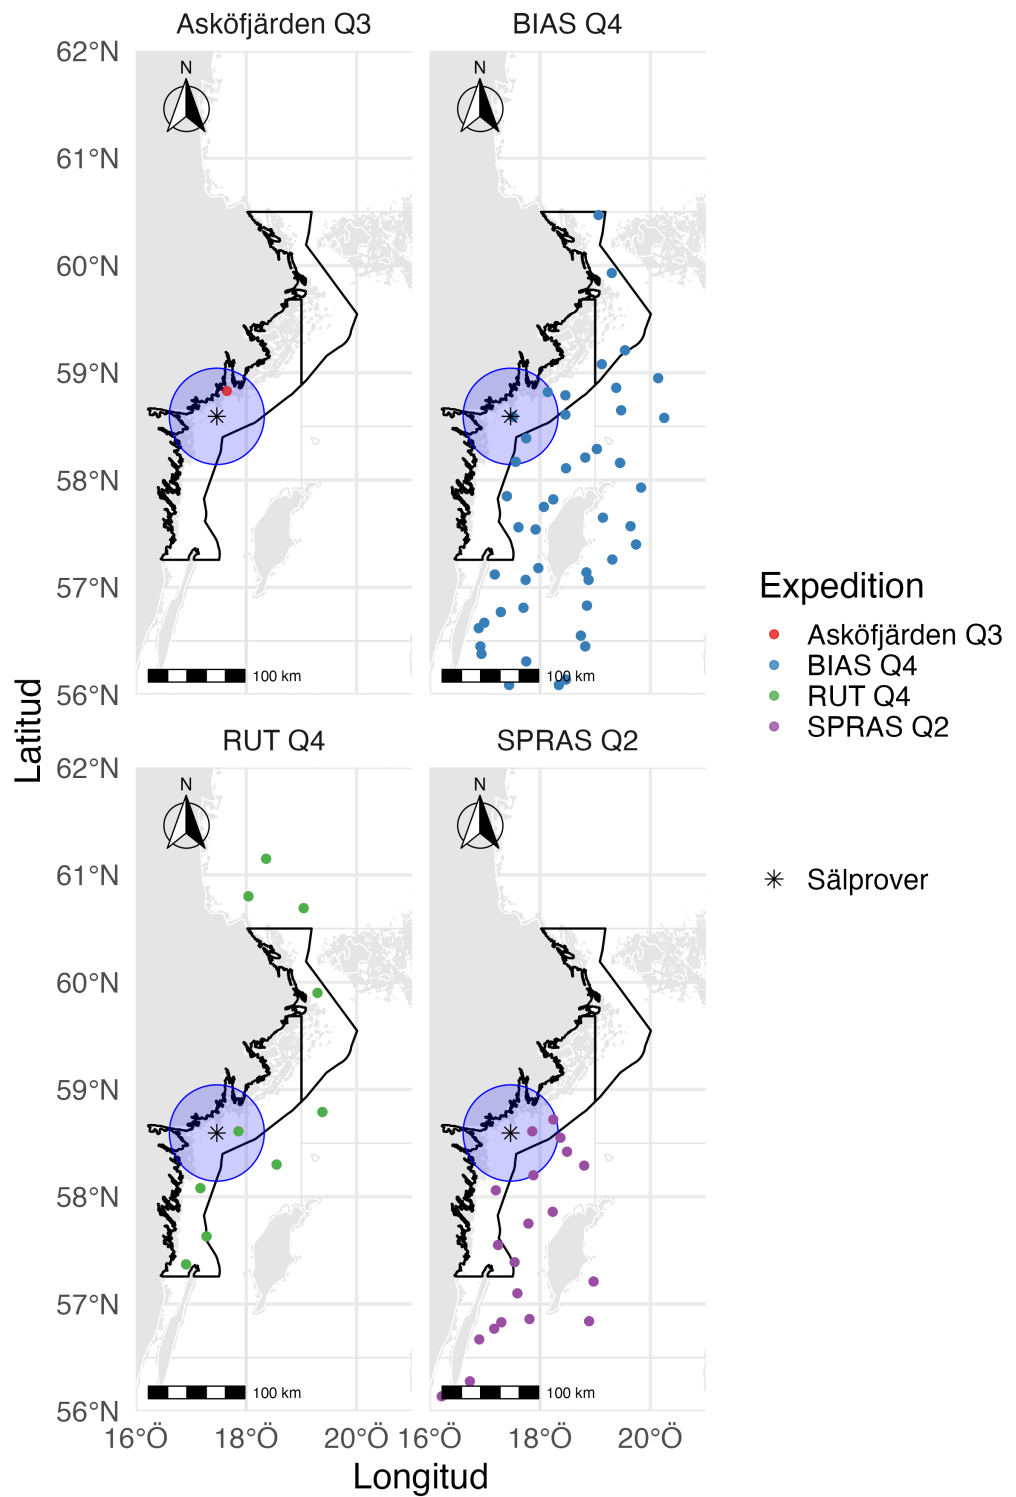 Asköfjärden Q3
BIAS Q4
62°N
61°N
60°N
59°N
58°N
57°N
56°N
N
N
100 km
100 km
RUT Q4
SPRAS Q2
62°N
61°N
60°N
59°N
58°N
57°N
56°N
N
N
100 km
100 km
16°Ö
18°Ö
20°Ö
16°Ö
18°Ö
20°Ö
Longitud
Latitud
Expedition
Asköfjärden Q3
BIAS Q4
RUT Q4
SPRAS Q2
Sälprover